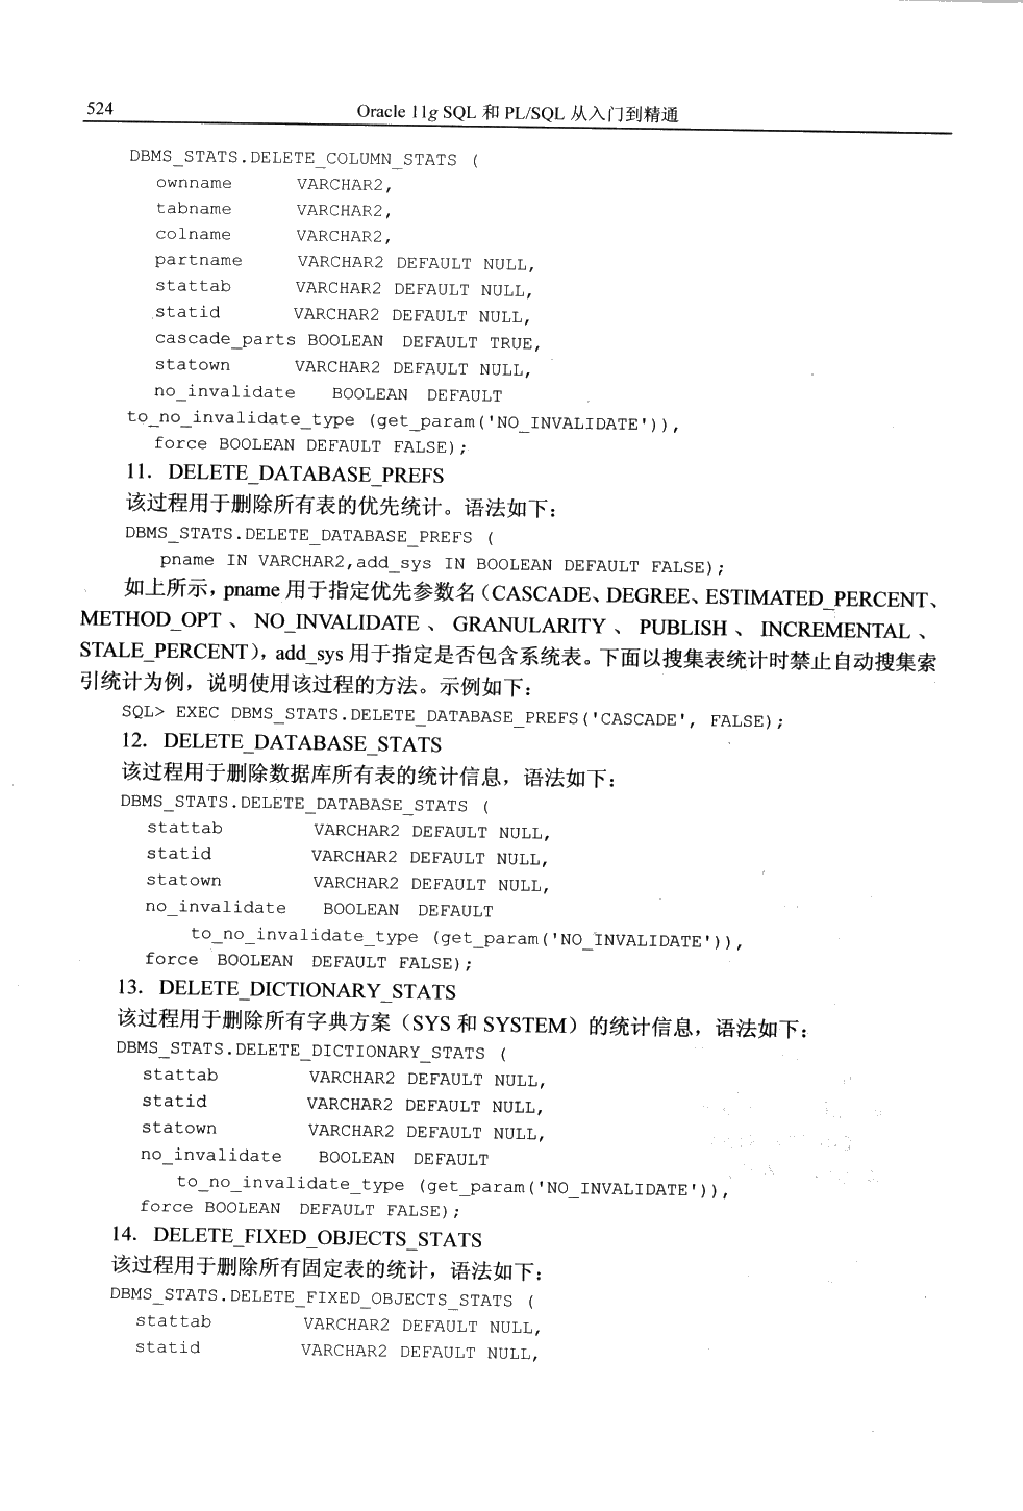 524
Oracle 11g SQL 和 PL/SQL 从入门到精通
DBMS_STATS.DELETE_COLUMN_STATS (
ownname VARCHAR2,
tabname VARCHAR2,
colname VARCHAR2,
partname VARCHAR2 DEFAULT NULL,
stattab VARCHAR2 DEFAULT NULL,
statid VARCHAR2 DEFAULT NULL,
cascade_parts BOOLEAN DEFAULT TRUE,
statown VARCHAR2 DEFAULT NULL,
no_invalidate BOOLEAN DEFAULT
to_no_invalidate_type (get_param('NO_INVALIDATE')),
force BOOLEAN DEFAULT FALSE);
11. DELETE_DATABASE_PREFS
该过程用于删除所有表的优先统计。语法如下：
DBMS_STATS.DELETE_DATABASE_PREFS (
pname IN VARCHAR2,add_sys IN BOOLEAN DEFAULT FALSE);
如上所示，pname 用于指定优先参数名（CASCADE、DEGREE、ESTIMATED_PERCENT、
METHOD_OPT 、 NO_INVALIDATE 、 GRANULARITY 、 PUBLISH 、 INCREMENTAL 、
STALE_PERCENT），add_sys 用于指定是否包含系统表。下面以搜集表统计时禁止自动搜集索
引统计为例，说明使用该过程的方法。示例如下：
SQL> EXEC DBMS_STATS.DELETE_DATABASE_PREFS('CASCADE', FALSE);
12. DELETE_DATABASE_STATS
该过程用于删除数据库所有表的统计信息，语法如下：
DBMS_STATS.DELETE_DATABASE_STATS (
stattab VARCHAR2 DEFAULT NULL,
statid VARCHAR2 DEFAULT NULL,
statown VARCHAR2 DEFAULT NULL,
no_invalidate BOOLEAN DEFAULT
to_no_invalidate_type (get_param('NO_INVALIDATE')),
force BOOLEAN DEFAULT FALSE);
13. DELETE_DICTIONARY_STATS
该过程用于删除所有字典方案（SYS 和 SYSTEM）的统计信息，语法如下：
DBMS_STATS.DELETE_DICTIONARY_STATS (
stattab VARCHAR2 DEFAULT NULL,
statid VARCHAR2 DEFAULT NULL,
statown VARCHAR2 DEFAULT NULL,
no_invalidate BOOLEAN DEFAULT
to_no_invalidate_type (get_param('NO_INVALIDATE')),
force BOOLEAN DEFAULT FALSE);
14. DELETE_FIXED_OBJECTS_STATS
该过程用于删除所有固定表的统计，语法如下：
DBMS_STATS.DELETE_FIXED_OBJECTS_STATS (
stattab VARCHAR2 DEFAULT NULL,
statid VARCHAR2 DEFAULT NULL,